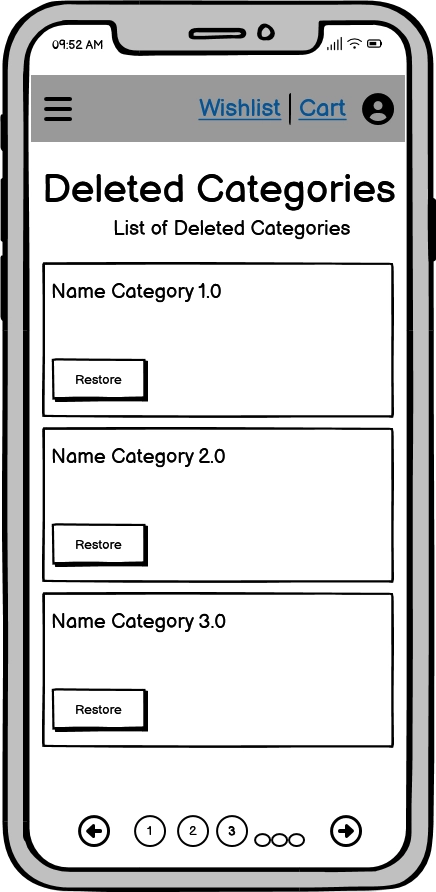 09:52 AM
Wishlist | Cart
Deleted Categories
List of Deleted Categories
Name Category 1.0
Restore
Name Category 2.0
Restore
Name Category 3.0
Restore
1 2 3